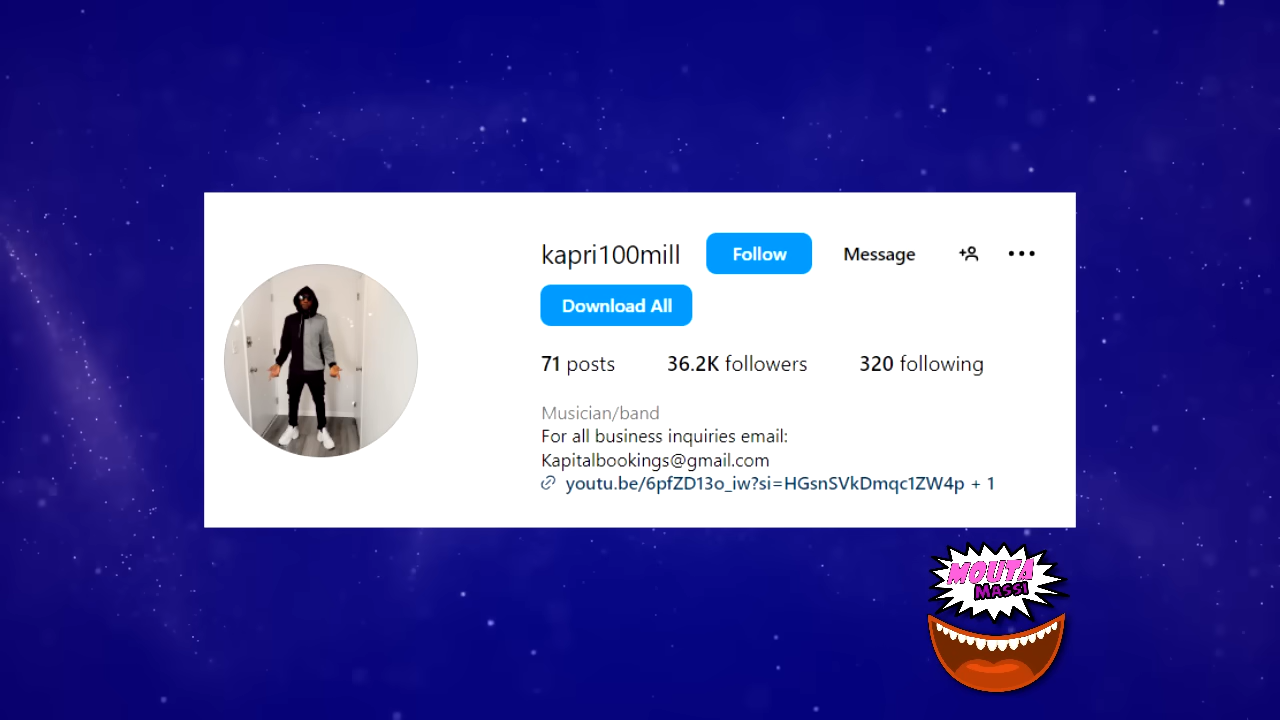 kapri100mill Follow Message
Download All
71 posts 36.2K followers 320 following
Musician/band
For all business inquiries email:
Kapitalbookings@gmail.com
youtu.be/6pfZD13o_iw?si=HGsnSVkDmqc1ZW4p + 1
MOUTA
MASSI